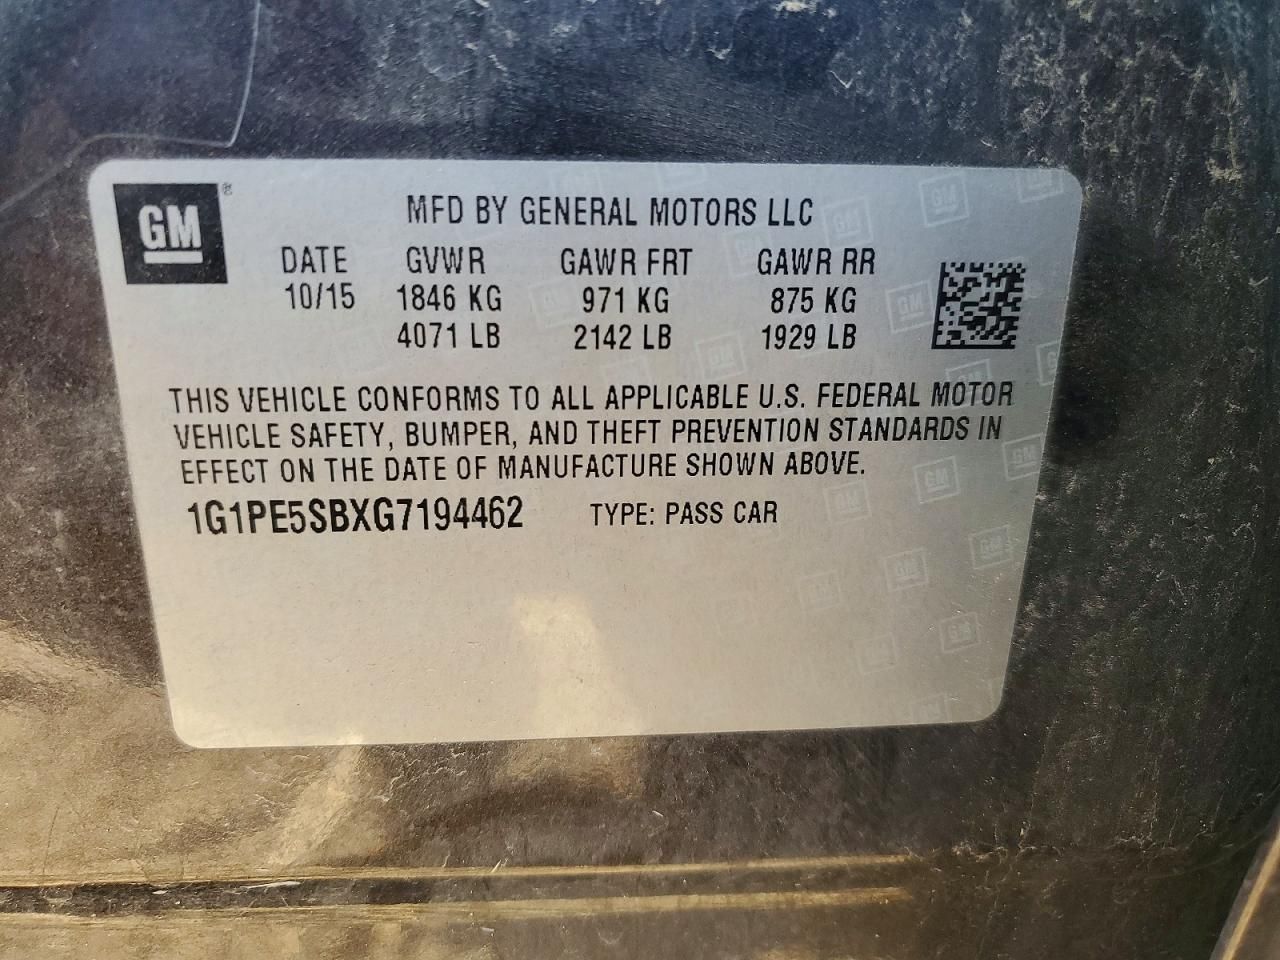 GM ®
MFD BY GENERAL MOTORS LLC
DATE GVWR GAWR FRT GAWR RR
10/15 1846 KG 971 KG 875 KG
4071 LB 2142 LB 1929 LB
THIS VEHICLE CONFORMS TO ALL APPLICABLE U.S. FEDERAL MOTOR
VEHICLE SAFETY, BUMPER, AND THEFT PREVENTION STANDARDS IN
EFFECT ON THE DATE OF MANUFACTURE SHOWN ABOVE.
1G1PE5SBXG7194462 TYPE: PASS CAR